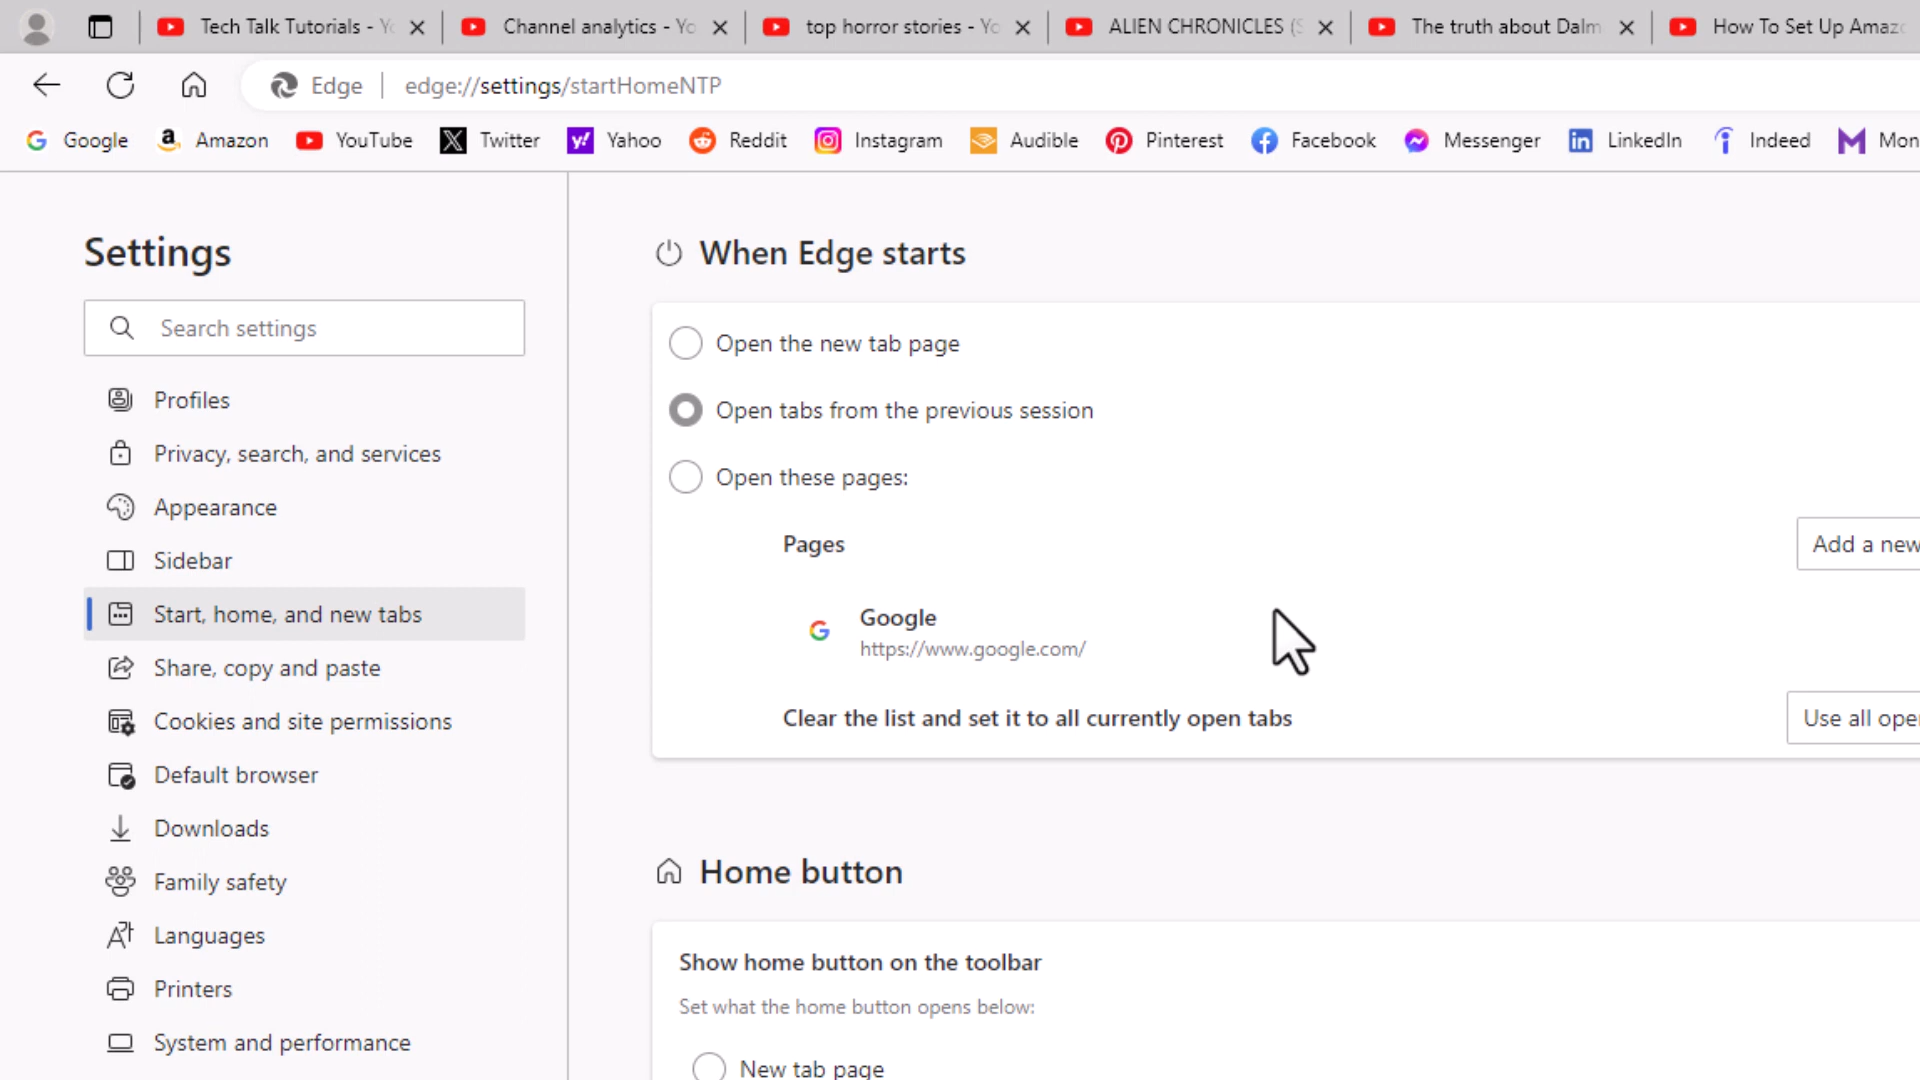 Tech Talk Tutorials - Yo
Channel analytics - Yo
top horror stories - Yo
ALIEN CHRONICLES (S
The truth about Dalm
How To Set Up Amazo
Edge
edge://settings/startHomeNTP
Google
Amazon
YouTube
Twitter
Yahoo
Reddit
Instagram
Audible
Pinterest
Facebook
Messenger
LinkedIn
Indeed
Mon
Settings
Search settings
Profiles
Privacy, search, and services
Appearance
Sidebar
Start, home, and new tabs
Share, copy and paste
Cookies and site permissions
Default browser
Downloads
Family safety
Languages
Printers
System and performance
When Edge starts
Open the new tab page
Open tabs from the previous session
Open these pages:
Pages
Add a new
Google
https://www.google.com/
Clear the list and set it to all currently open tabs
Use all open
Home button
Show home button on the toolbar
Set what the home button opens below:
New tab page